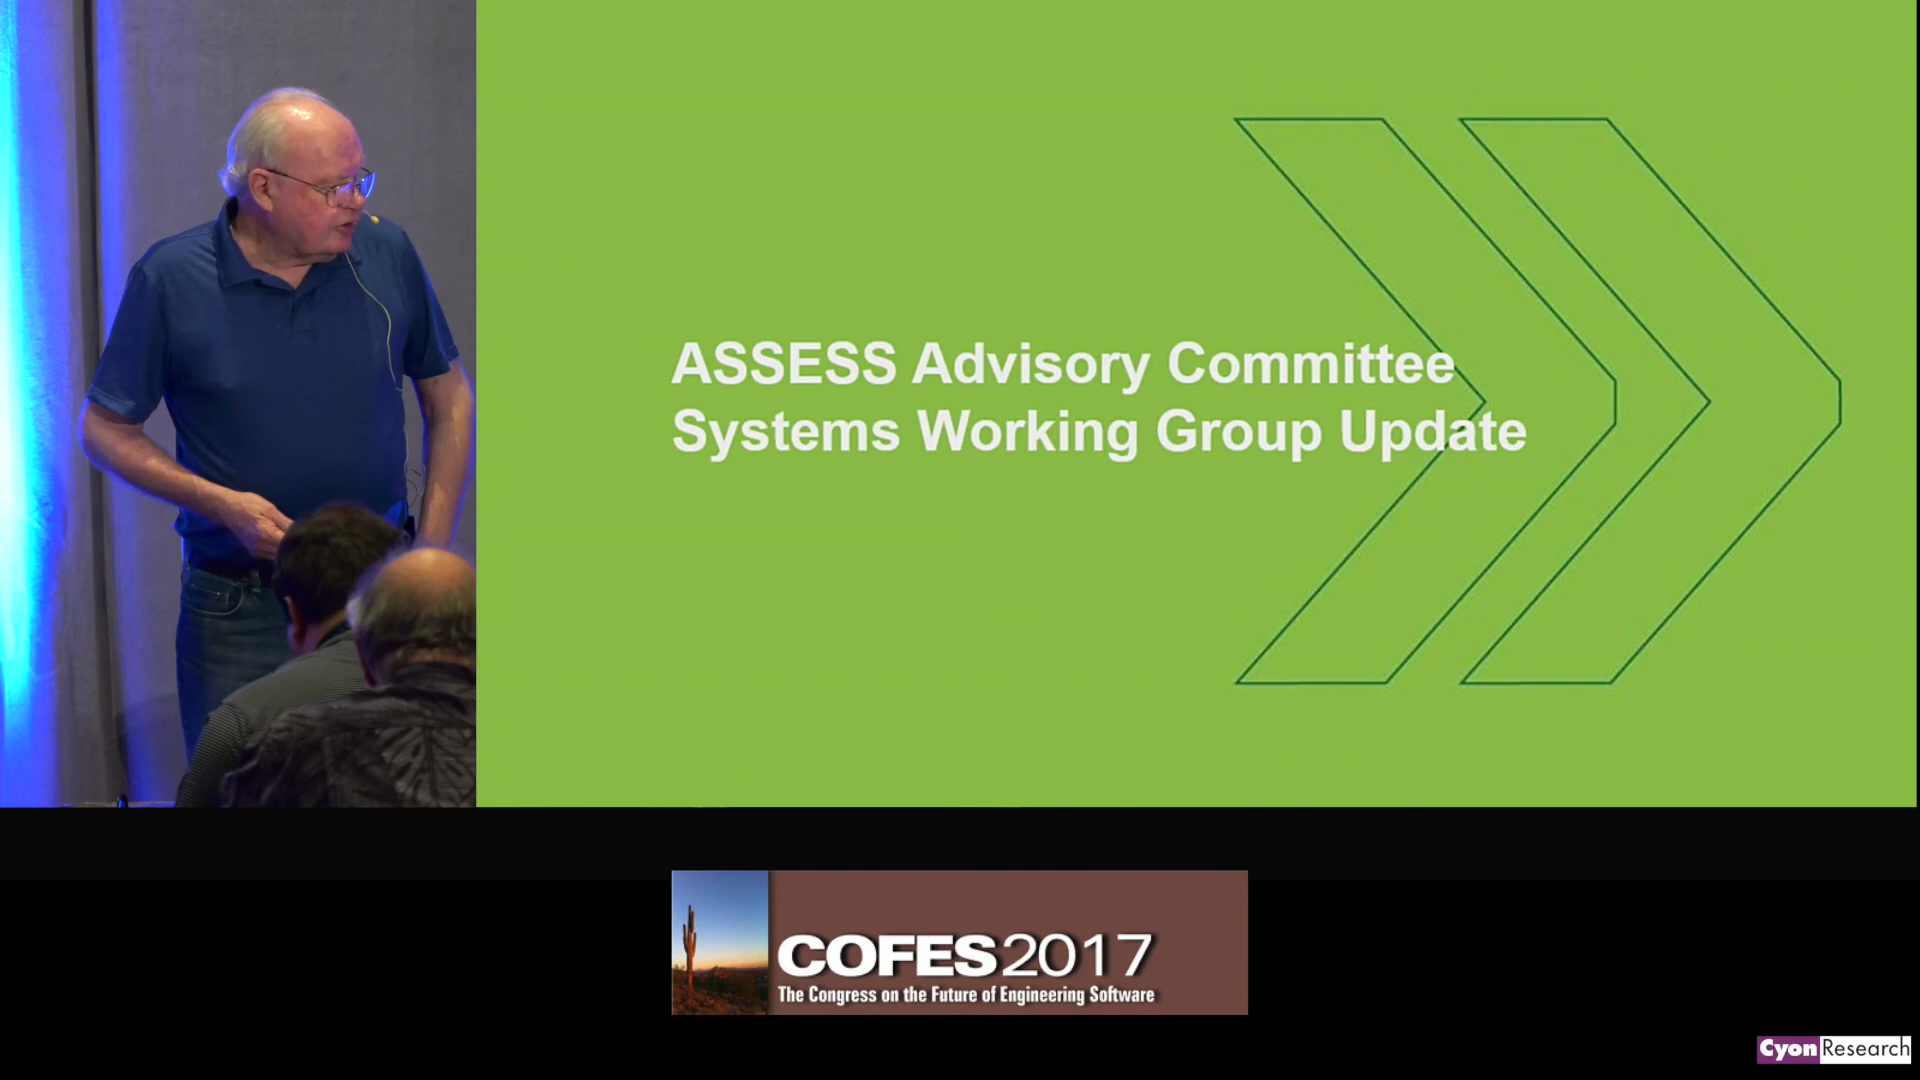 ASSESS Advisory Committee
Systems Working Group Update
COFES2017
The Congress on the Future of Engineering Software
CyonResearch